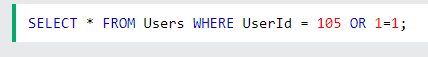 SELECT * FROM Users WHERE UserId = 105 OR 1=1;